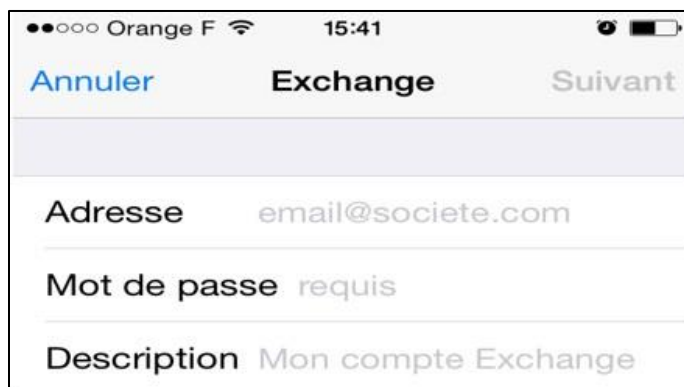 Orange F 15:41
Annuler Exchange Suivant
Adresse email@societe.com
Mot de passe requis
Description Mon compte Exchange